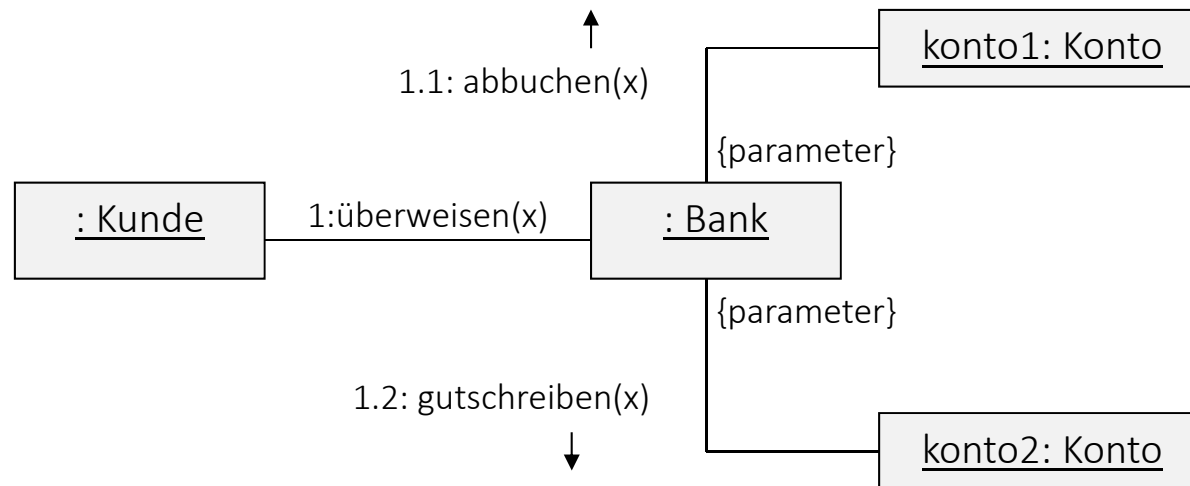 konto1: Konto
1.1: abbuchen(x)
{parameter}
: Kunde
1:überweisen(x)
: Bank
{parameter}
1.2: gutschreiben(x)
konto2: Konto